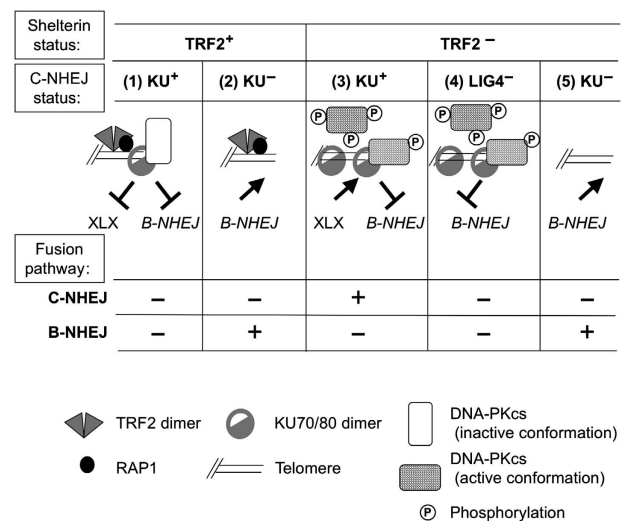 Shelterin
status:
TRF2+
TRF2 –
C-NHEJ
status:
(1) KU+
(2) KU–
(3) KU+
(4) LIG4–
(5) KU–
P P
P
P
P P
P
P
XLX B-NHEJ
B-NHEJ
XLX B-NHEJ
B-NHEJ
B-NHEJ
Fusion
pathway:
C-NHEJ – – + – –
B-NHEJ – + – – +
TRF2 dimer
KU70/80 dimer
DNA-PKcs
(inactive conformation)
RAP1
Telomere
DNA-PKcs
(active conformation)
P Phosphorylation